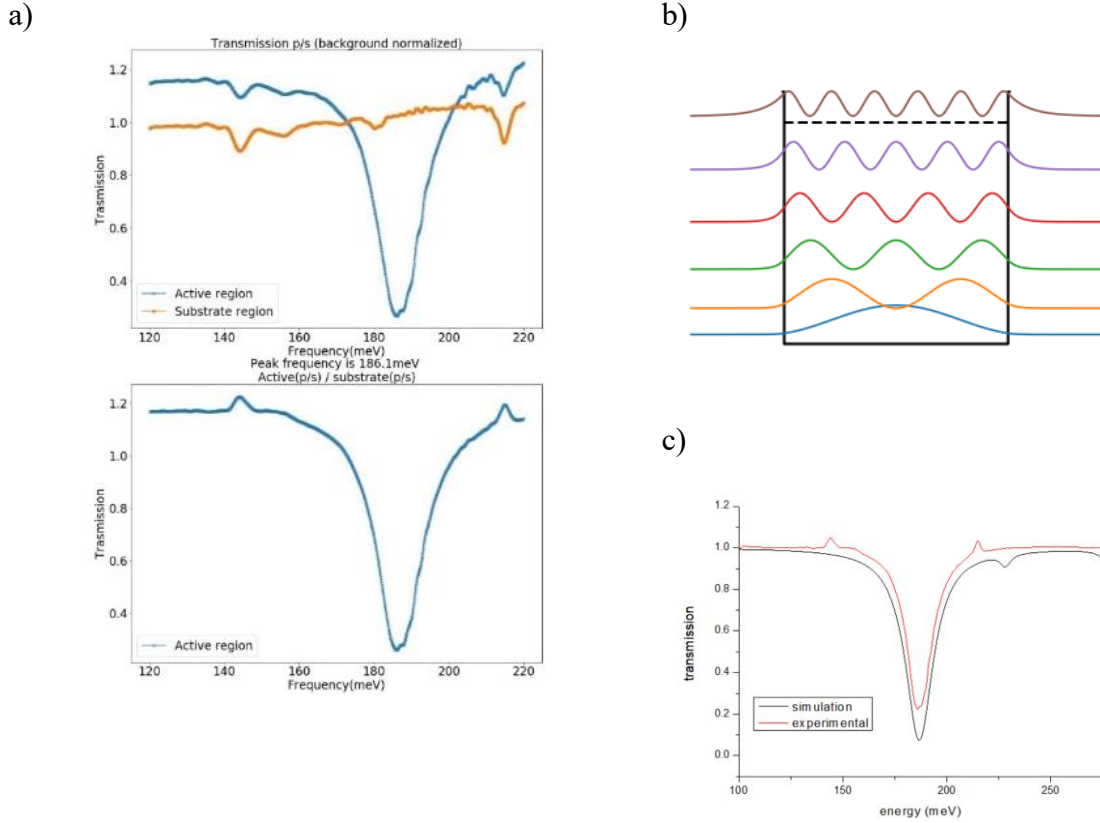 a)
Transmission p/s (background normalized)
1.2
1.0
0.8
0.6
0.4
Trasmission
Active region
Substrate region
120 140 160 180 200 220
Frequency(meV)
Peak frequency is 186.1meV
Active(p/s) / substrate(p/s)
1.2
1.0
0.8
0.6
0.4
Trasmission
Active region
120 140 160 180 200 220
Frequency(meV)
b)
c)
1.2
1.0
0.8
0.6
0.4
0.2
0.0
transmission
simulation
experimental
100 150 200 250
energy (meV)